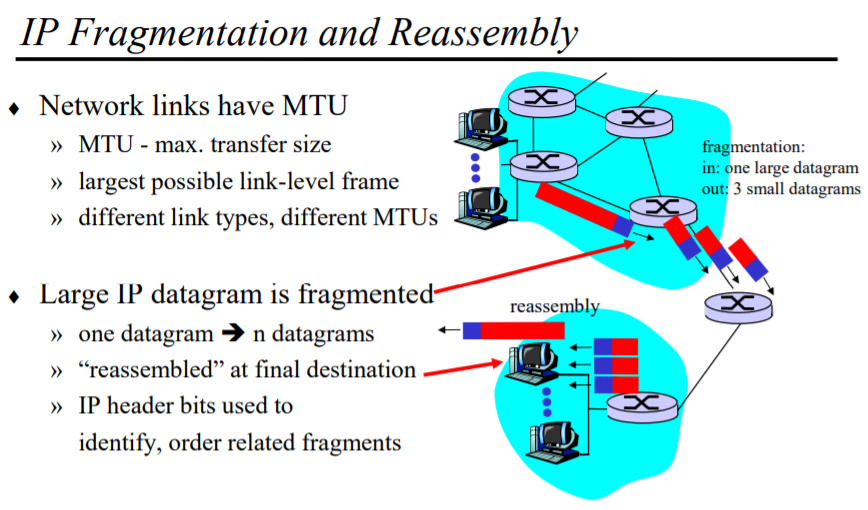 IP Fragmentation and Reassembly
♦ Network links have MTU
» MTU - max. transfer size
» largest possible link-level frame
» different link types, different MTUs
♦ Large IP datagram is fragmented
» one datagram ➔ n datagrams
» “reassembled” at final destination
» IP header bits used to
identify, order related fragments
fragmentation:
in: one large datagram
out: 3 small datagrams
reassembly